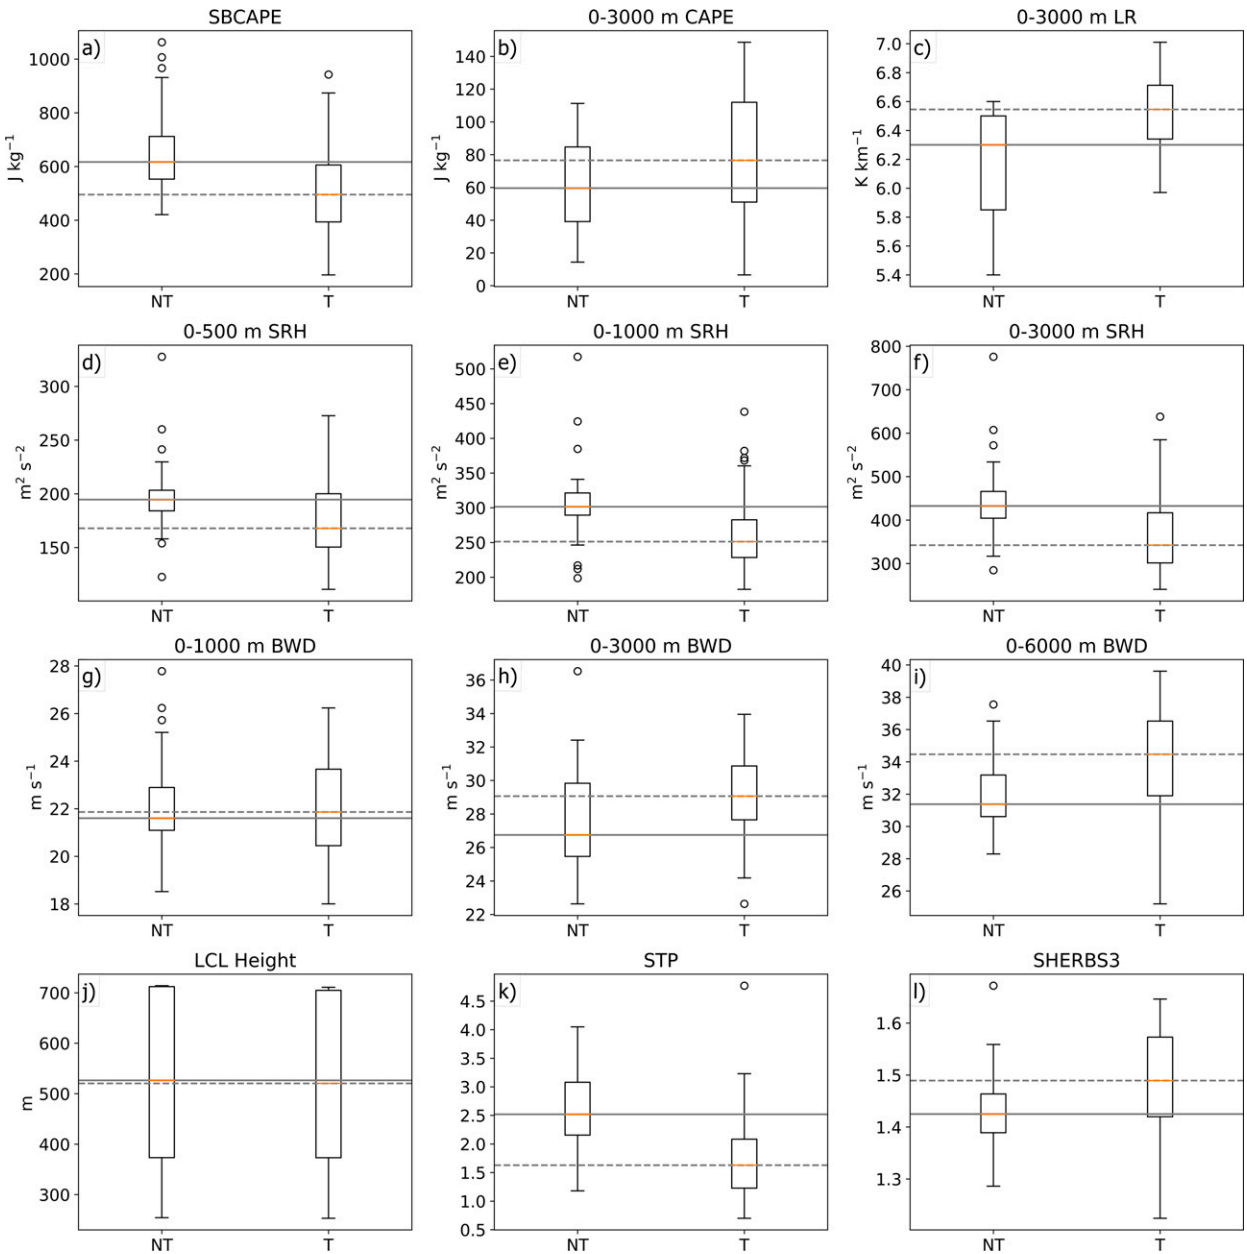 SBCAPE
a)
1000
800
600
400
200
J kg⁻¹
NT T
0-3000 m CAPE
b)
140
120
100
80
60
40
20
0
J kg⁻¹
NT T
0-3000 m LR
c)
7.0
6.8
6.6
6.4
6.2
6.0
5.8
5.6
5.4
K km⁻¹
NT T
0-500 m SRH
d)
300
250
200
150
m² s⁻²
NT T
0-1000 m SRH
e)
500
450
400
350
300
250
200
m² s⁻²
NT T
0-3000 m SRH
f)
800
700
600
500
400
300
m² s⁻²
NT T
0-1000 m BWD
g)
28
26
24
22
20
18
m s⁻¹
NT T
0-3000 m BWD
h)
36
34
32
30
28
26
24
22
m s⁻¹
NT T
0-6000 m BWD
i)
40
38
36
34
32
30
28
26
m s⁻¹
NT T
LCL Height
j)
700
600
500
400
300
m
NT T
STP
k)
4.5
4.0
3.5
3.0
2.5
2.0
1.5
1.0
0.5
NT T
SHERBS3
l)
1.6
1.5
1.4
1.3
NT T